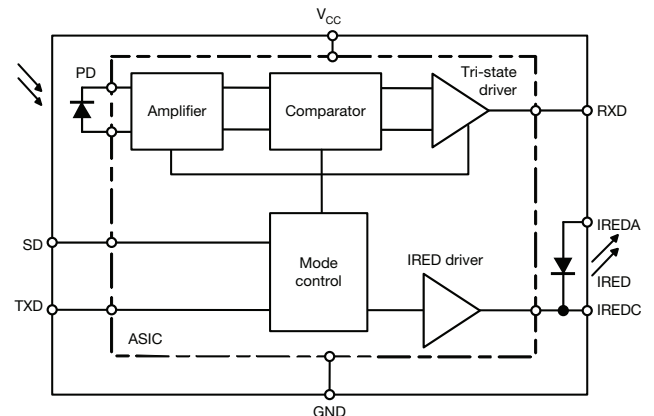 VCC
PD
Amplifier
Comparator
Tri-state
driver
RXD
IREDA
SD
Mode
control
IRED driver
IRED
TXD
IREDC
ASIC
GND